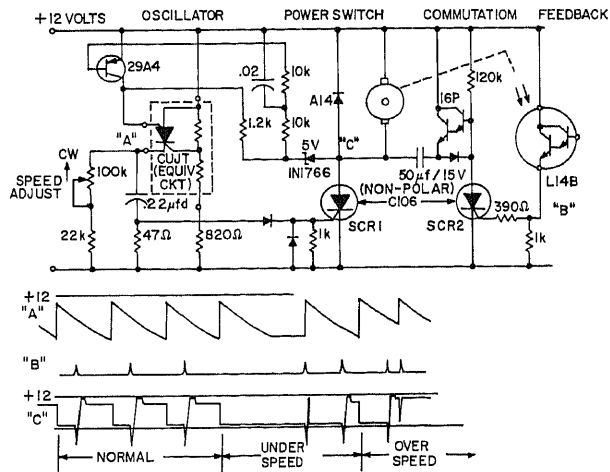 +12 VOLTS
OSCILLATOR
POWER SWITCH
COMMUTATION
FEEDBACK
29A4
.02
10k
10k
120k
A14
16P
"A"
1.2k
5V
"C"
CUJT
(EQUIV
CKT)
IN1766
50μf/15V
(NON-POLAR)
L14B
CW
100k
SPEED
ADJUST
2.2μfd
C106
SCR1
SCR2
390Ω
"B"
22k
47Ω
820Ω
1k
1k
+12
"A"
"B"
+12
"C"
NORMAL
UNDER
SPEED
OVER
SPEED